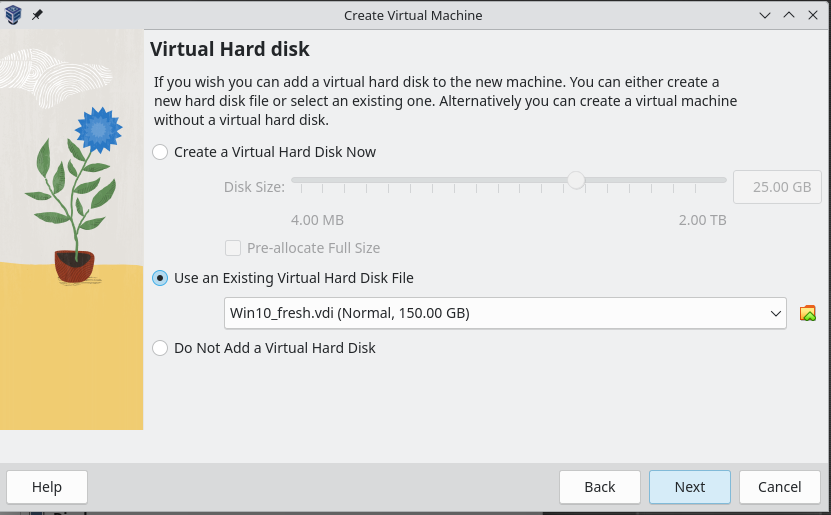 Create Virtual Machine
Virtual Hard disk
If you wish you can add a virtual hard disk to the new machine. You can either create a
new hard disk file or select an existing one. Alternatively you can create a virtual machine
without a virtual hard disk.
Create a Virtual Hard Disk Now
Disk Size:
25.00 GB
4.00 MB
2.00 TB
Pre-allocate Full Size
Use an Existing Virtual Hard Disk File
Win10_fresh.vdi (Normal, 150.00 GB)
Do Not Add a Virtual Hard Disk
Help
Back
Next
Cancel